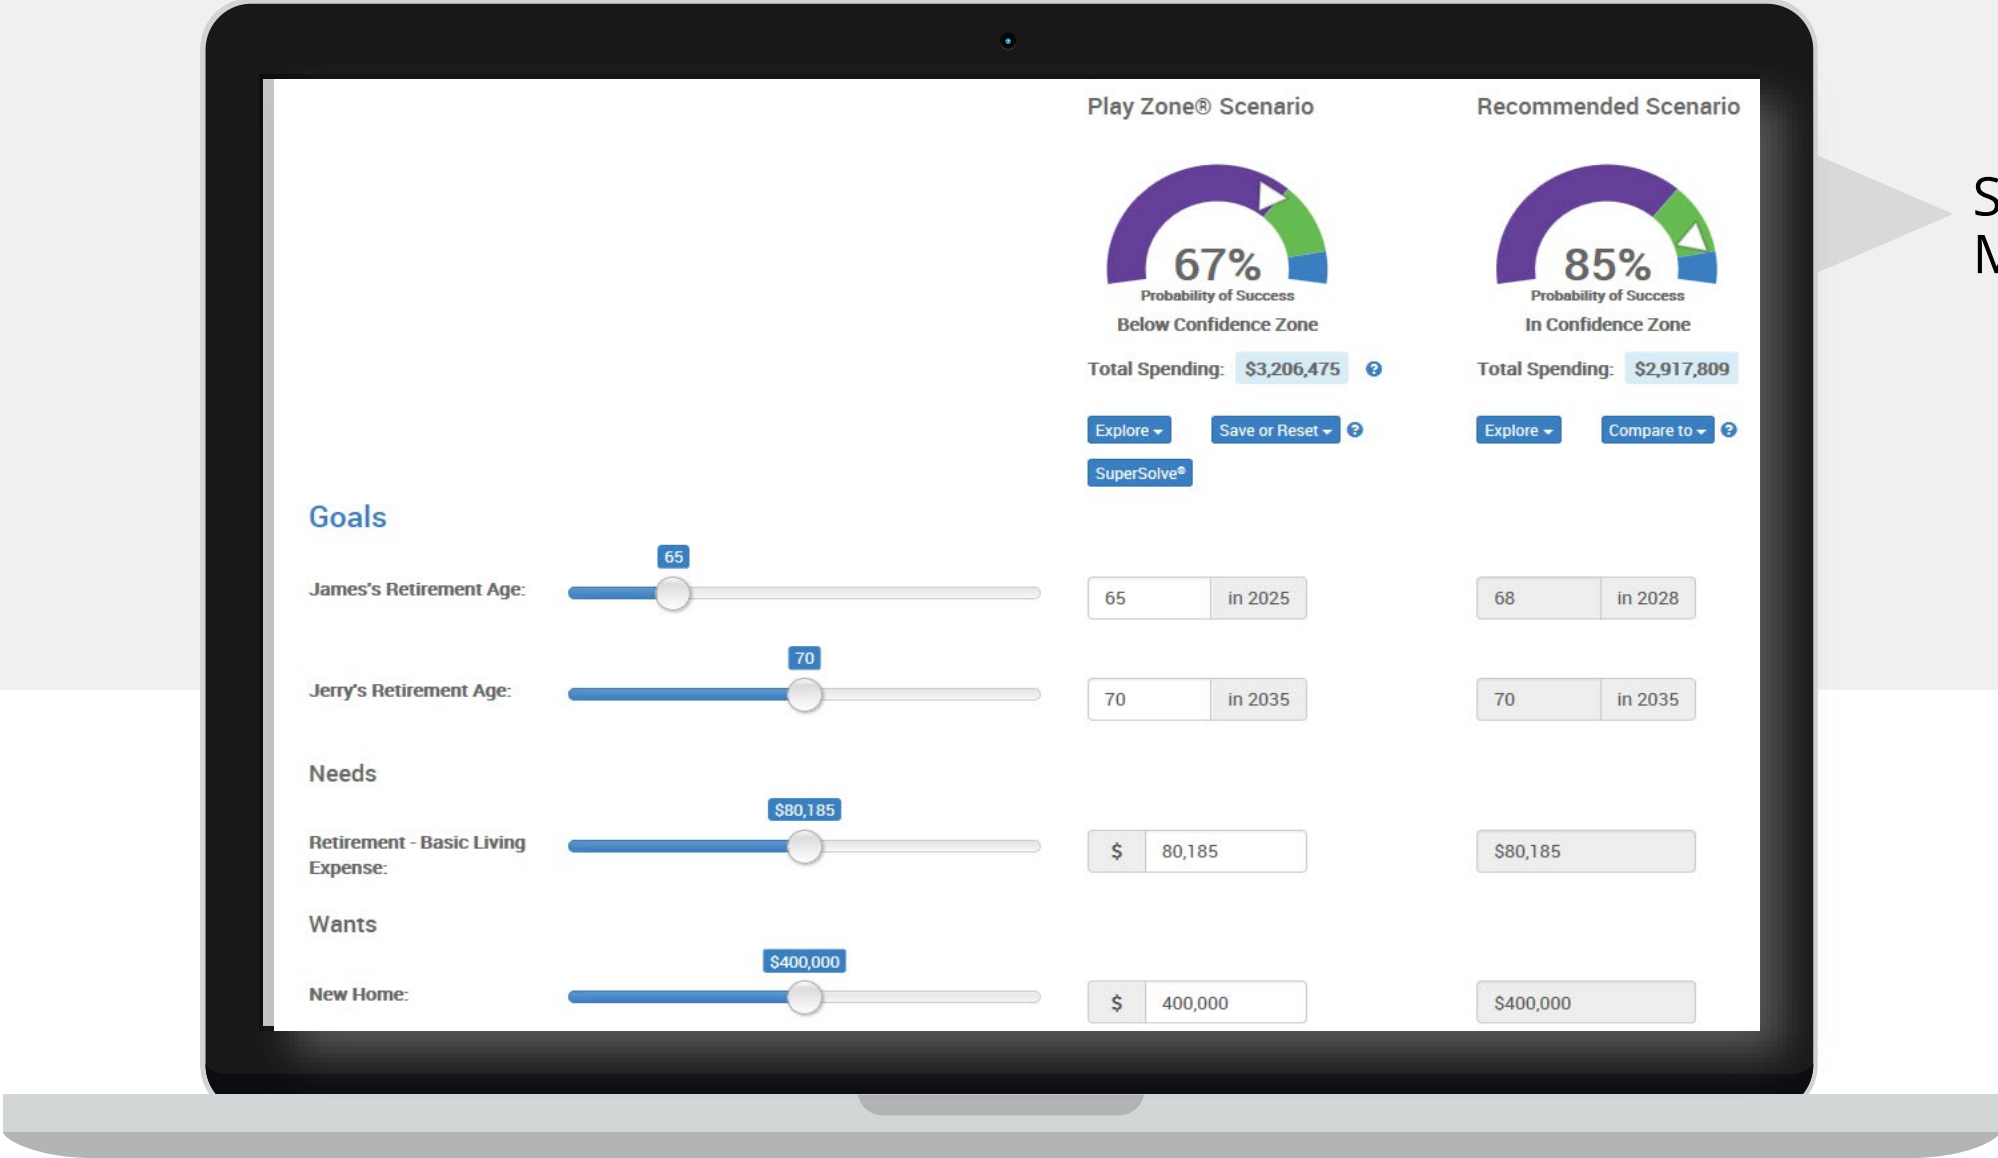 Play Zone® Scenario
Recommended Scenario
67%
Probability of Success
Below Confidence Zone
85%
Probability of Success
In Confidence Zone
Total Spending: $3,206,475 ?
Total Spending: $2,917,809
Explore Save or Reset ?
SuperSolve®
Explore Compare to ?
Goals
65
James's Retirement Age:
65 in 2025
68 in 2028
70
Jerry's Retirement Age:
70 in 2035
70 in 2035
Needs
$80,185
Retirement - Basic Living
Expense:
$ 80,185
$80,185
Wants
$400,000
New Home:
$ 400,000
$400,000
S